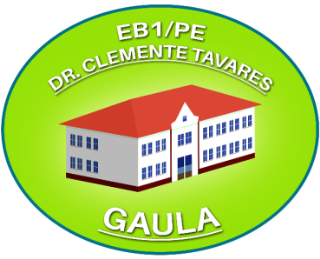 EB1/PE
DR. CLEMENTE TAVARES
GAULA